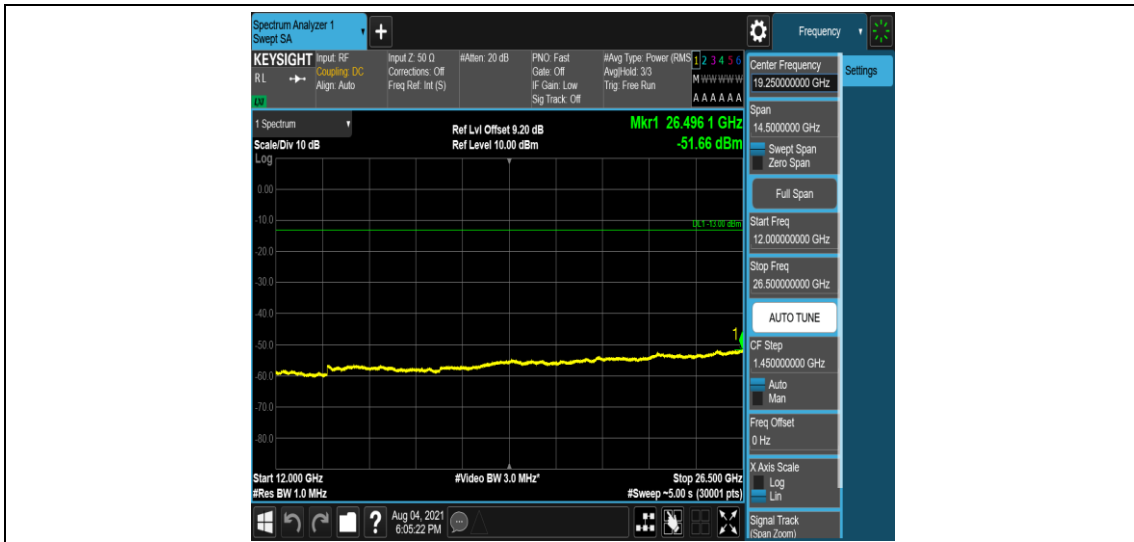 Spectrum Analyzer 1
Swept SA
Frequency
KEYSIGHT
RL
LM
Input: RF
Coupling: DC
Align: Auto
Input Z: 50 Ω
Corrections: Off
Freq Ref: Int (S)
#Atten: 20 dB
PNO: Fast
Gate: Off
IF Gain: Low
Sig Track: Off
#Avg Type: Power (RMS
Avg|Hold: 3/3
Trig: Free Run
1 2 3 4 5 6
M W W W W W
A A A A A A
1 Spectrum
Scale/Div 10 dB
Ref Lvl Offset 9.20 dB
Ref Level 10.00 dBm
Mkr1 26.496 1 GHz
-51.66 dBm
Log
0.00
-10.0
DL1 -13.00 dBm
-20.0
-30.0
-40.0
1
-50.0
-60.0
-70.0
-80.0
Start 12.000 GHz
#Res BW 1.0 MHz
#Video BW 3.0 MHz*
Stop 26.500 GHz
#Sweep ~5.00 s (30001 pts)
Aug 04, 2021
6:05:22 PM
?
Center Frequency
19.250000000 GHz
Settings
Span
14.5000000 GHz
Swept Span
Zero Span
Full Span
Start Freq
12.000000000 GHz
Stop Freq
26.500000000 GHz
AUTO TUNE
CF Step
1.450000000 GHz
Auto
Man
Freq Offset
0 Hz
X Axis Scale
Log
Lin
Signal Track
(Span Zoom)